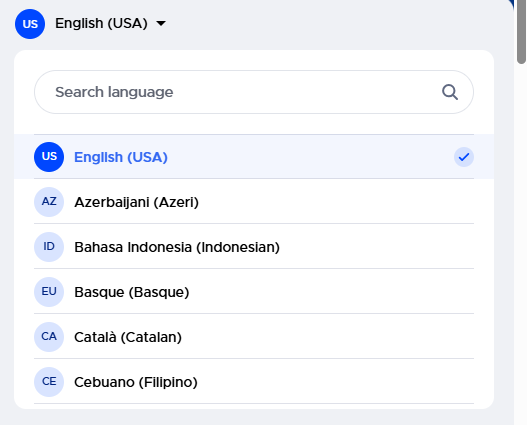 US English (USA)
Search language
US English (USA)
AZ Azerbaijani (Azeri)
ID Bahasa Indonesia (Indonesian)
EU Basque (Basque)
CA Català (Catalan)
CE Cebuano (Filipino)